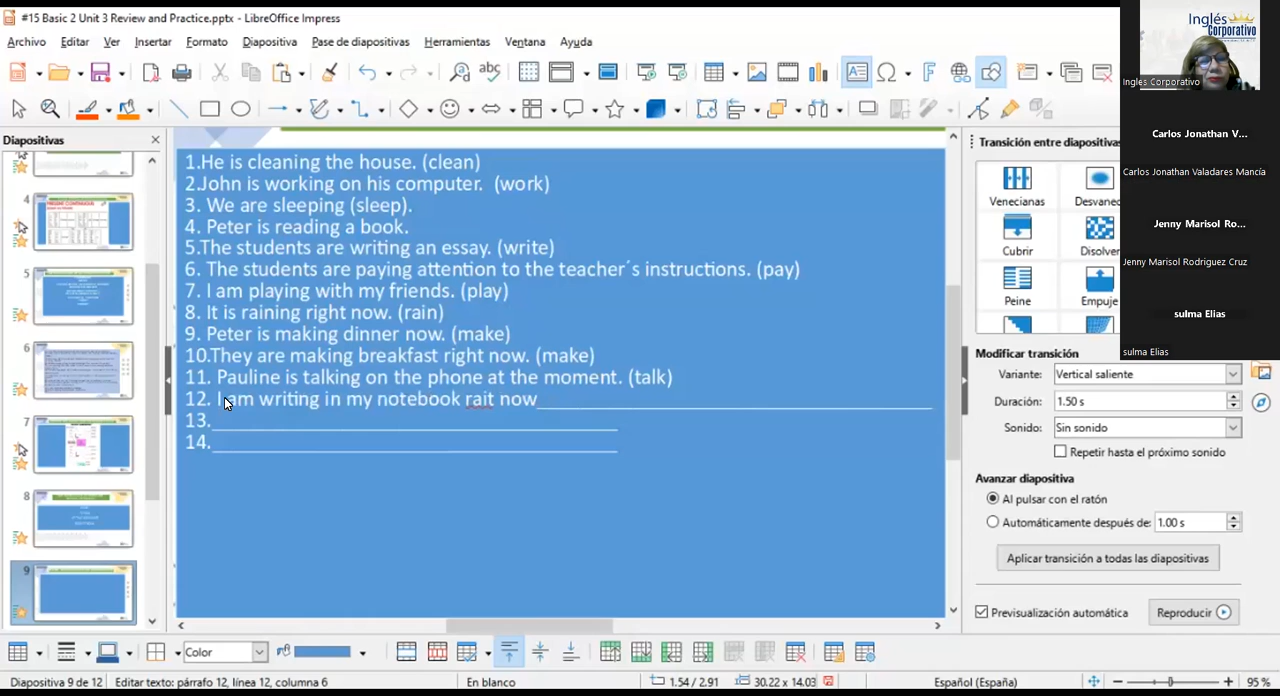 #15 Basic 2 Unit 3 Review and Practice.pptx - LibreOffice Impress
Archivo Editar Ver Insertar Formato Diapositiva Pase de diapositivas Herramientas Ventana Ayuda
Diapositivas
4
5
6
7
8
9
1.He is cleaning the house. (clean)
2.John is working on his computer. (work)
3. We are sleeping (sleep).
4. Peter is reading a book.
5.The students are writing an essay. (write)
6. The students are paying attention to the teacher´s instructions. (pay)
7. I am playing with my friends. (play)
8. It is raining right now. (rain)
9. Peter is making dinner now. (make)
10.They are making breakfast right now. (make)
11. Pauline is talking on the phone at the moment. (talk)
12. I am writing in my notebook rait now
13.
14.
Transición entre diapositivas
Venecianas
Cubrir Disolver
Peine Empuje
Modificar transición
Variante: Vertical saliente
Duración: 1.50 s
Sonido: Sin sonido
Repetir hasta el próximo sonido
Avanzar diapositiva
Al pulsar con el ratón
Automáticamente después de: 1.00 s
Aplicar transición a todas las diapositivas
Previsualización automática Reproducir
Inglés
Corporativo
Inglés Corporativo
Carlos Jonathan V...
Carlos Jonathan Valadares Mancía
Jenny Marisol Ro...
Jenny Marisol Rodriguez Cruz
sulma Elias
sulma Elias
Color
Diapositiva 9 de 12 Editar texto: párrafo 12, línea 12, columna 6 En blanco 1.54 / 2.91 30.22 x 14.03 Español (España) 95 %